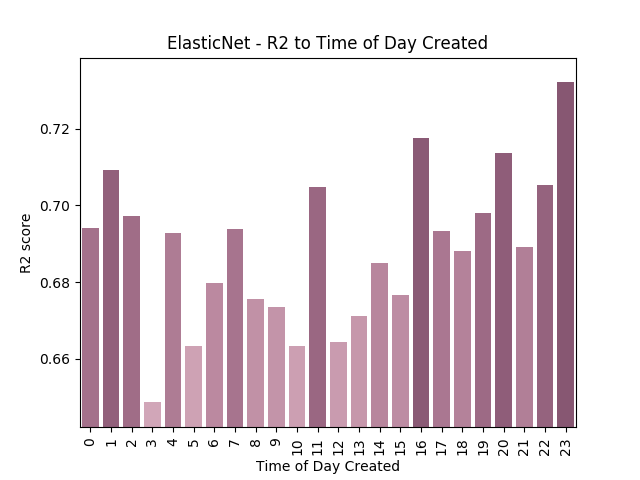 ElasticNet - R2 to Time of Day Created
R2 score
0.72
0.70
0.68
0.66
0 1 2 3 4 5 6 7 8 9 10 11 12 13 14 15 16 17 18 19 20 21 22 23
Time of Day Created